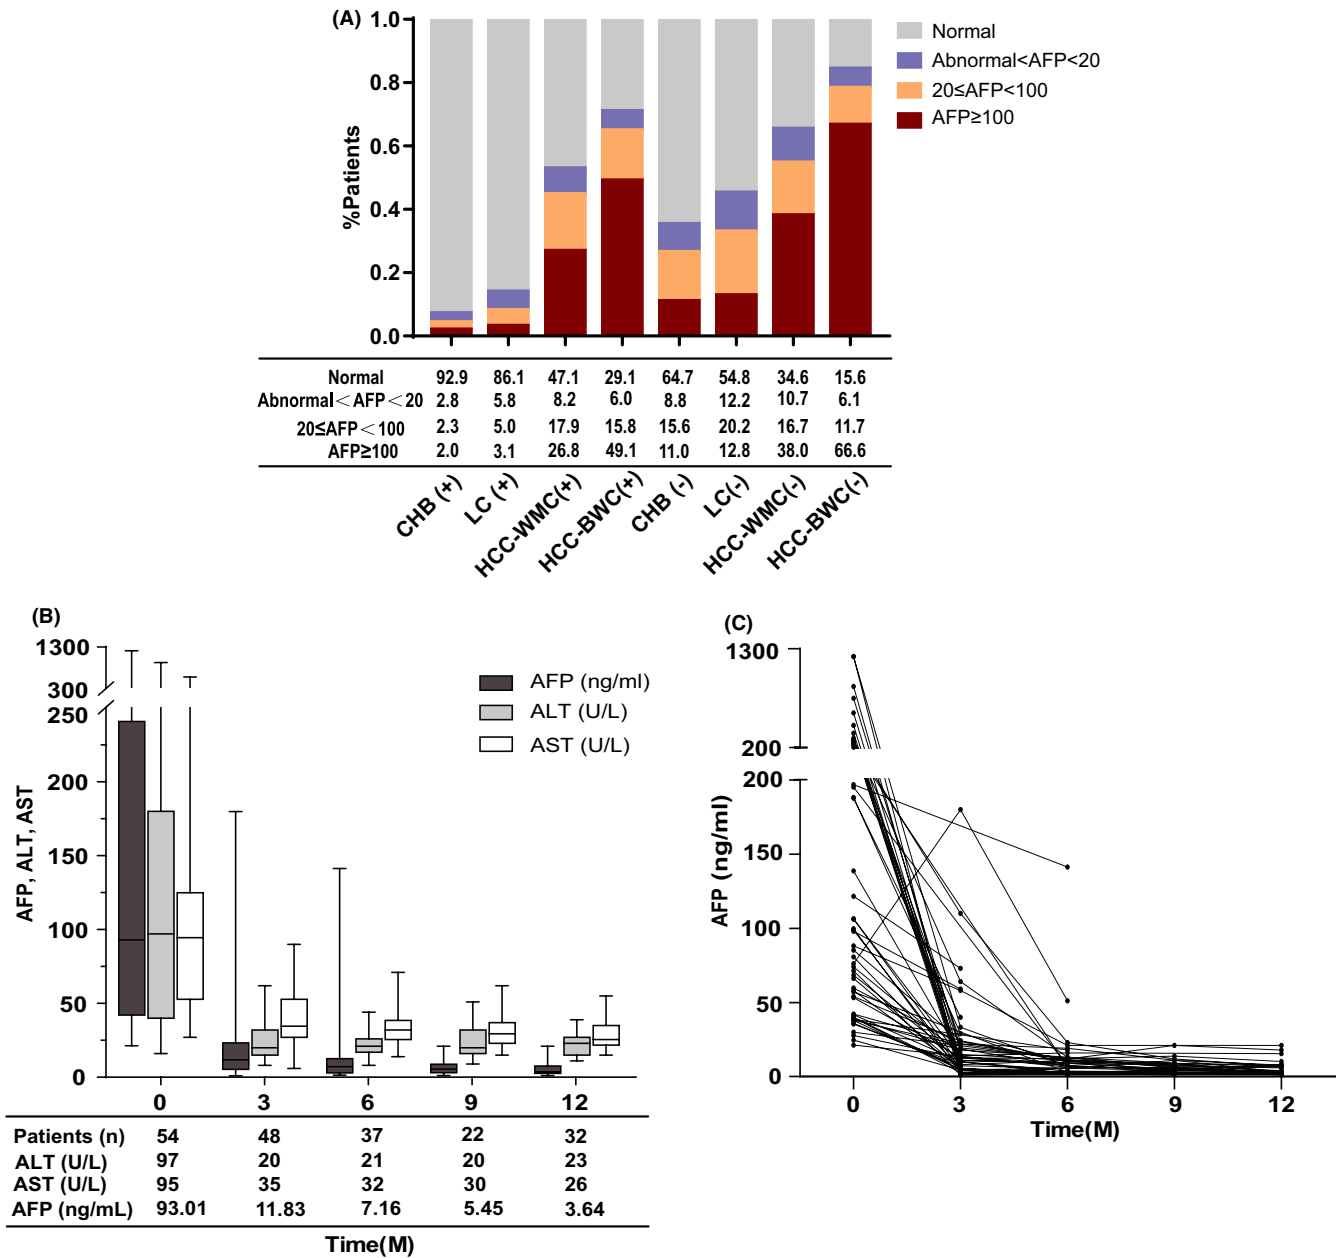 (A)
1.0
0.8
0.6
0.4
0.2
0.0
%Patients
Normal
Abnormal<AFP<20
20≤AFP<100
AFP≥100
Normal 92.9 86.1 47.1 29.1 64.7 54.8 34.6 15.6
Abnormal<AFP<20 2.8 5.8 8.2 6.0 8.8 12.2 10.7 6.1
20≤AFP<100 2.3 5.0 17.9 15.8 15.6 20.2 16.7 11.7
AFP≥100 2.0 3.1 26.8 49.1 11.0 12.8 38.0 66.6
CHB (+) LC (+) HCC-WMC(+) HCC-BWC(+) CHB (-) LC(-) HCC-WMC(-) HCC-BWC(-)
(B)
1300
300
250
200
150
100
50
0
AFP, ALT, AST
AFP (ng/ml)
ALT (U/L)
AST (U/L)
0 3 6 9 12
Patients (n) 54 48 37 22 32
ALT (U/L) 97 20 21 20 23
AST (U/L) 95 35 32 30 26
AFP (ng/mL) 93.01 11.83 7.16 5.45 3.64
Time(M)
(C)
1300
200
200
150
100
50
0
AFP (ng/ml)
0 3 6 9 12
Time(M)